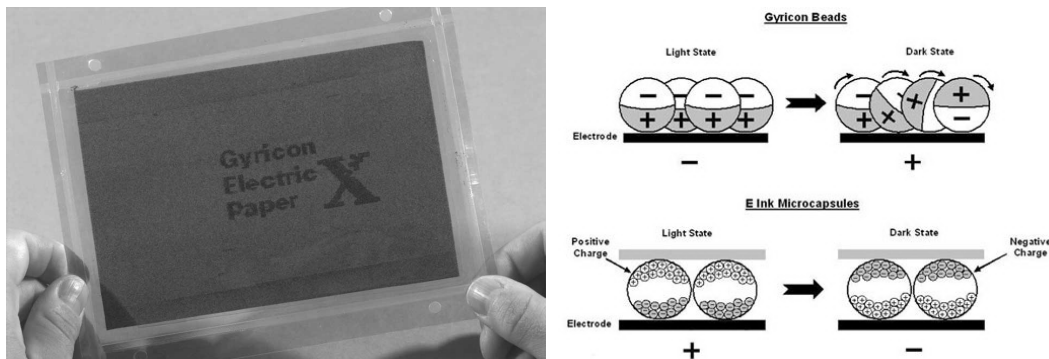 Gyricon
Electric
Paper X
Gyricon Beads
Light State Dark State
− − − − − +
+ + + + + + + −
Electrode
− +
E Ink Microcapsules
Light State Dark State
Positive Charge Negative Charge
Electrode
+ −